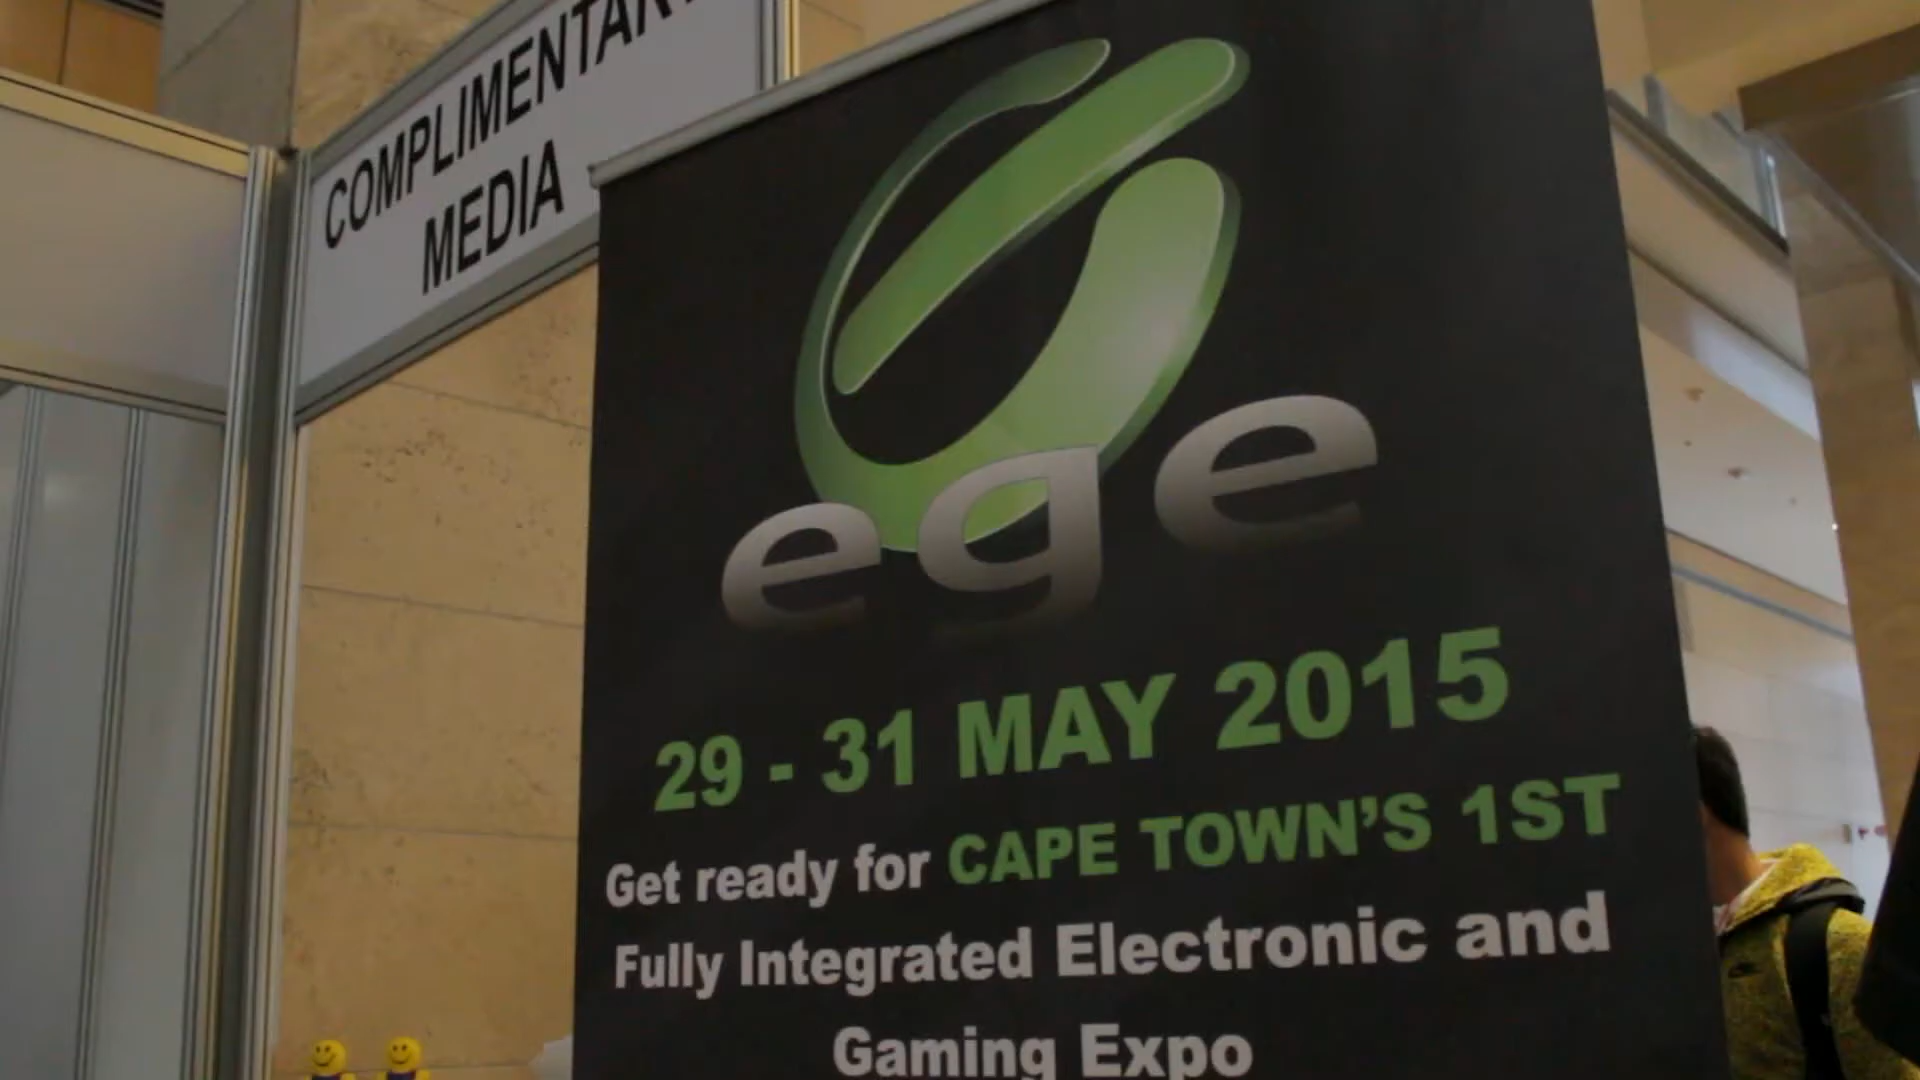 COMPLIMENTARY
MEDIA
ege
29 - 31 MAY 2015
Get ready for CAPE TOWN'S 1ST
Fully Integrated Electronic and
Gaming Expo